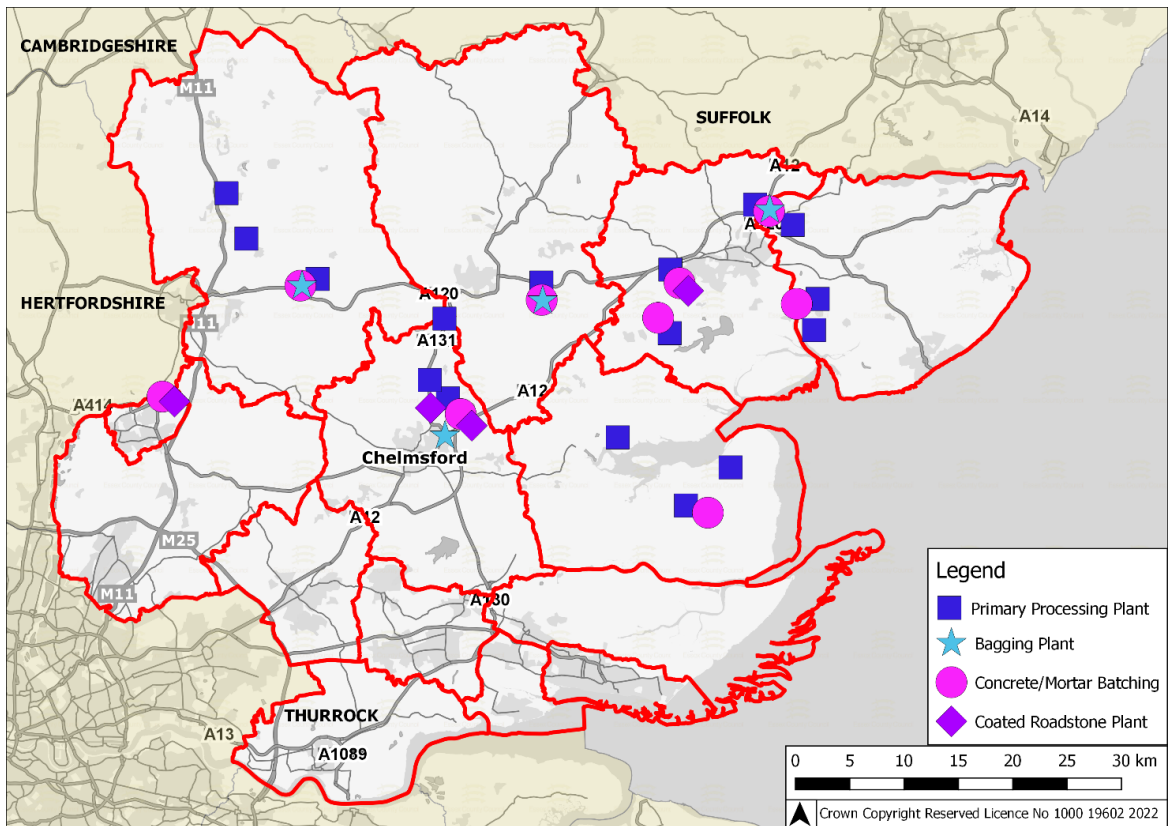 CAMBRIDGESHIRE
M11
SUFFOLK
A14
A12
HERTFORDSHIRE
A120
M11
A131
A12
A414
Chelmsford
A12
M25
M11
A130
THURROCK
A13
A1089
Legend
Primary Processing Plant
Bagging Plant
Concrete/Mortar Batching
Coated Roadstone Plant
0 5 10 15 20 25 30 km
Crown Copyright Reserved Licence No 1000 19602 2022